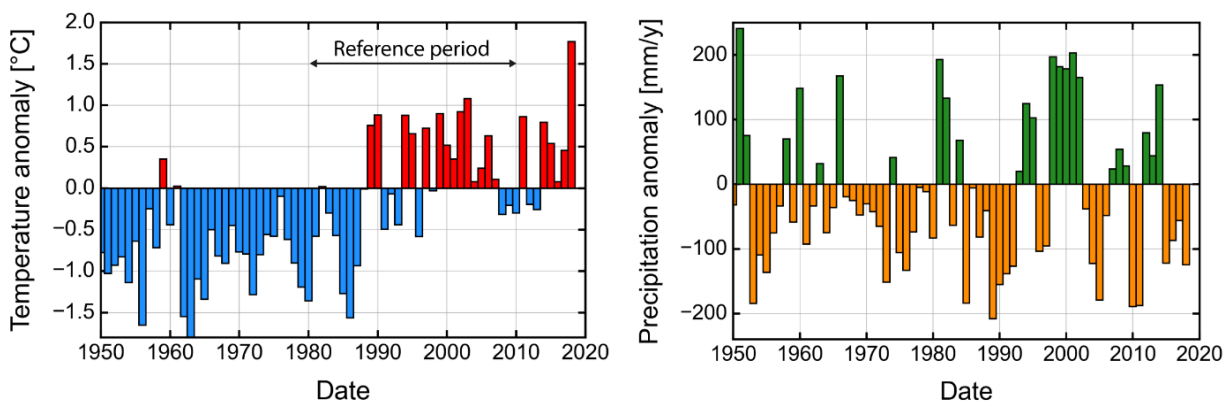 Temperature anomaly [°C]
2.0
1.5
1.0
0.5
0.0
−0.5
−1.0
−1.5
Reference period
1950 1960 1970 1980 1990 2000 2010 2020
Date
Precipitation anomaly [mm/y]
200
100
0
−100
−200
1950 1960 1970 1980 1990 2000 2010 2020
Date